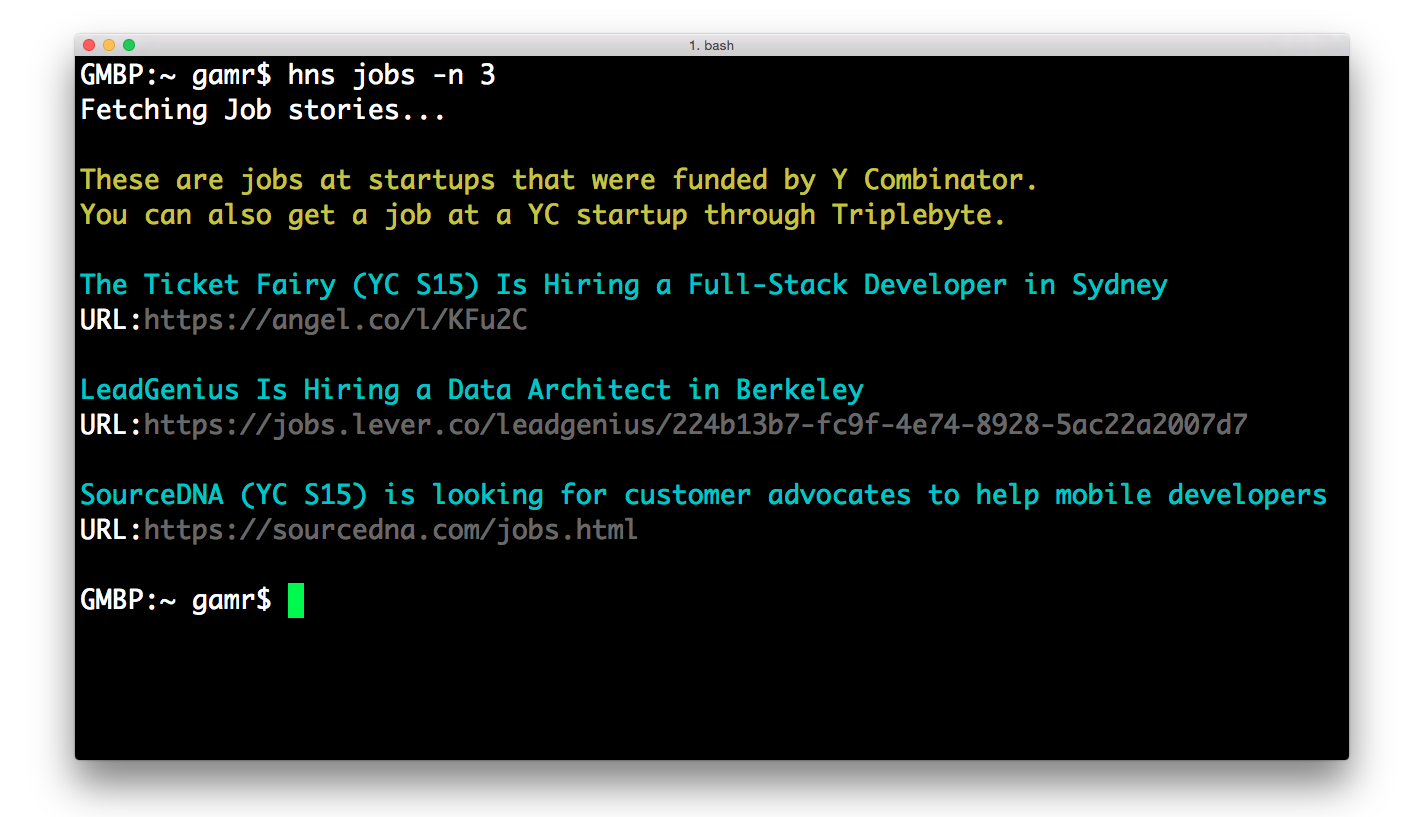 1. bash
GMBP:~ gamr$ hns jobs -n 3
Fetching Job stories...
These are jobs at startups that were funded by Y Combinator.
You can also get a job at a YC startup through Triplebyte.
The Ticket Fairy (YC S15) Is Hiring a Full-Stack Developer in Sydney
URL:https://angel.co/l/KFu2C
LeadGenius Is Hiring a Data Architect in Berkeley
URL:https://jobs.lever.co/leadgenius/224b13b7-fc9f-4e74-8928-5ac22a2007d7
SourceDNA (YC S15) is looking for customer advocates to help mobile developers
URL:https://sourcedna.com/jobs.html
GMBP:~ gamr$